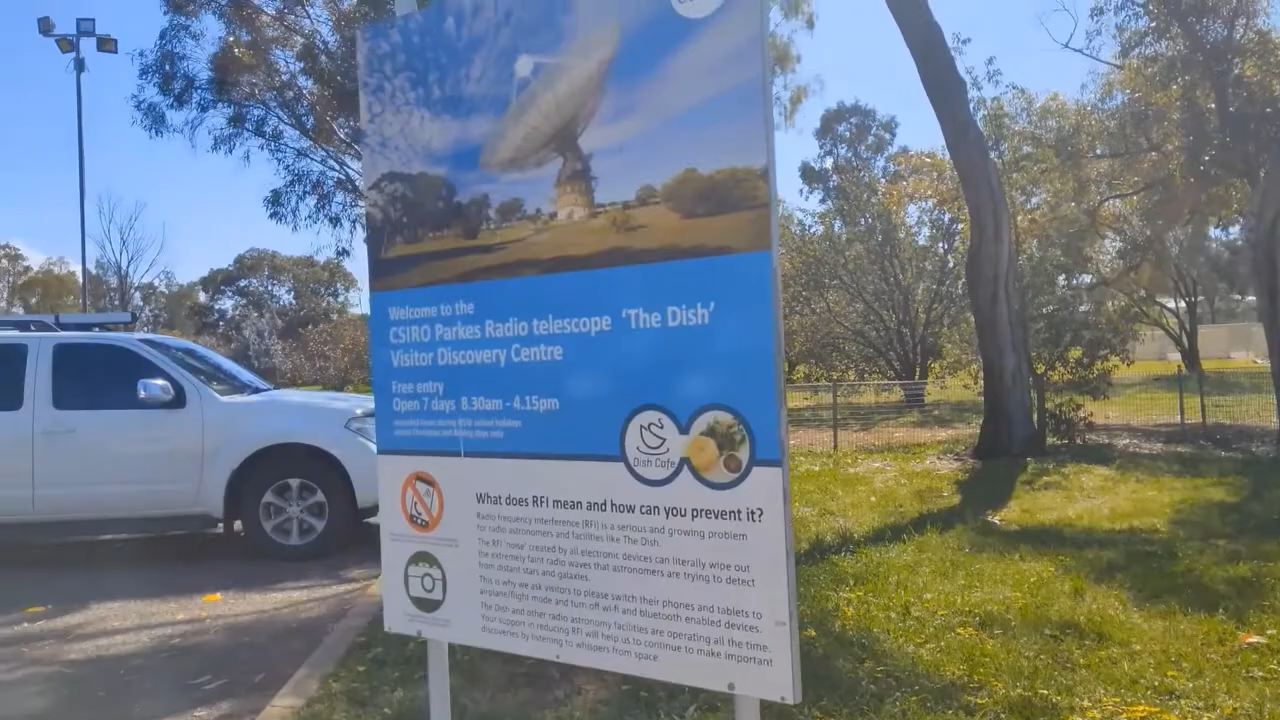 Welcome to the
CSIRO Parkes Radio telescope 'The Dish'
Visitor Discovery Centre
Free entry
Open 7 days 8.30am - 4.15pm
Dish Cafe
What does RFI mean and how can you prevent it?
Radio frequency interference (RFI) is a serious and growing problem
for radio astronomers and facilities like The Dish.
The RFI 'noise' created by all electronic devices can literally wipe out
the extremely faint radio waves that astronomers are trying to detect
from distant stars and galaxies.
This is why we ask visitors to please switch their phones and tablets to
airplane/flight mode and turn off wi-fi and bluetooth enabled devices.
The Dish and other radio astronomy facilities are operating all the time.
Your support in reducing RFI will help us to continue to make important
discoveries by listening to whispers from space.